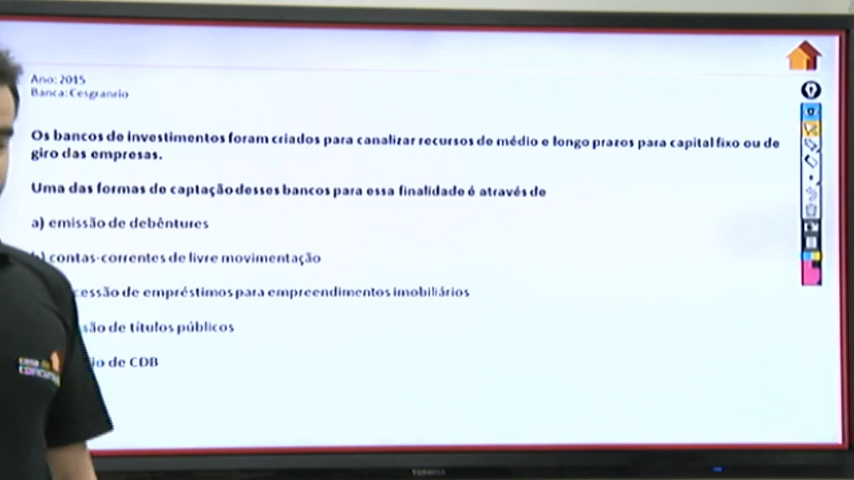 Ano: 2015
Banca: Cesgranrio
Os bancos de investimentos foram criados para canalizar recursos de médio e longo prazos para capital fixo ou de
giro das empresas.
Uma das formas de captação desses bancos para essa finalidade é através de
a) emissão de debêntures
) contas-correntes de livre movimentação
cessão de empréstimos para empreendimentos imobiliários
são de títulos públicos
de CDB
TOSHIBA